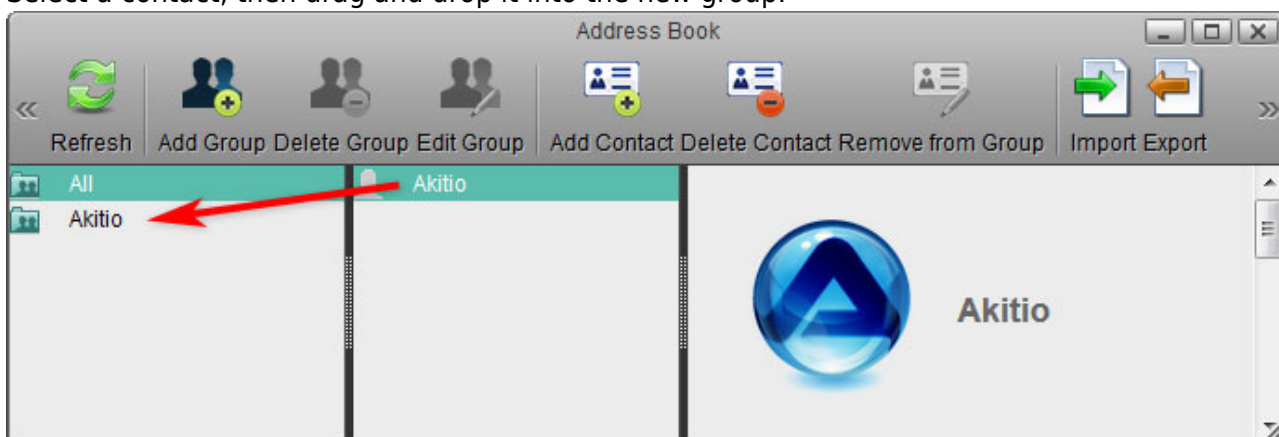 Select a contact, then drag and drop it into the new group.
Address Book
Refresh Add Group Delete Group Edit Group Add Contact Delete Contact Remove from Group Import Export
All Akitio
Akitio
Akitio